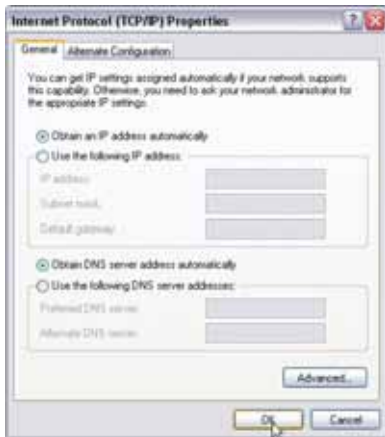 Internet Protocol (TCP/IP) Properties
General
Alternate Configuration
You can get IP settings assigned automatically if your network supports
this capability. Otherwise, you need to ask your network administrator for
the appropriate IP settings.
Obtain an IP address automatically
Use the following IP address:
IP address:
Subnet mask:
Default gateway:
Obtain DNS server address automatically
Use the following DNS server addresses:
Preferred DNS server:
Alternate DNS server:
Advanced...
OK
Cancel